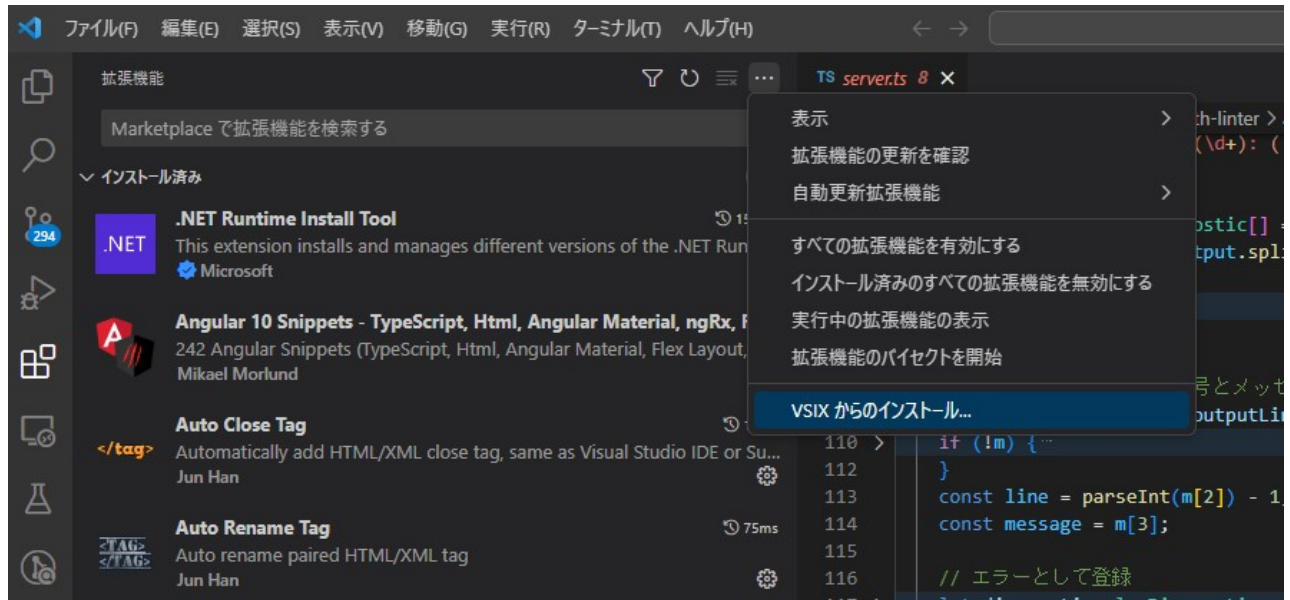 ファイル(F) 編集(E) 選択(S) 表示(V) 移動(G) 実行(R) ターミナル(T) ヘルプ(H)
拡張機能
TS server.ts 8
Marketplace で拡張機能を検索する
インストール済み
.NET
.NET Runtime Install Tool
This extension installs and manages different versions of the .NET Run
Microsoft
294
Angular 10 Snippets - TypeScript, Html, Angular Material, ngRx,
242 Angular Snippets (TypeScript, Html, Angular Material, Flex Layout,
Mikael Morlund
</tag>
Auto Close Tag
Automatically add HTML/XML close tag, same as Visual Studio IDE or Su...
Jun Han
<TAG>
</TAG>
Auto Rename Tag
75ms
Auto rename paired HTML/XML tag
Jun Han
表示
拡張機能の更新を確認
自動更新拡張機能
すべての拡張機能を有効にする
インストール済みのすべての拡張機能を無効にする
実行中の拡張機能の表示
拡張機能のバイセクトを開始
VSIX からのインストール...
th-linter >
(\d+): (
ostic[] =
tput.spl
号とメッセ
outputLi
110 > if (!m) { ...
112 }
113 const line = parseInt(m[2]) - 1
114 const message = m[3];
115
116 // エラーとして登録